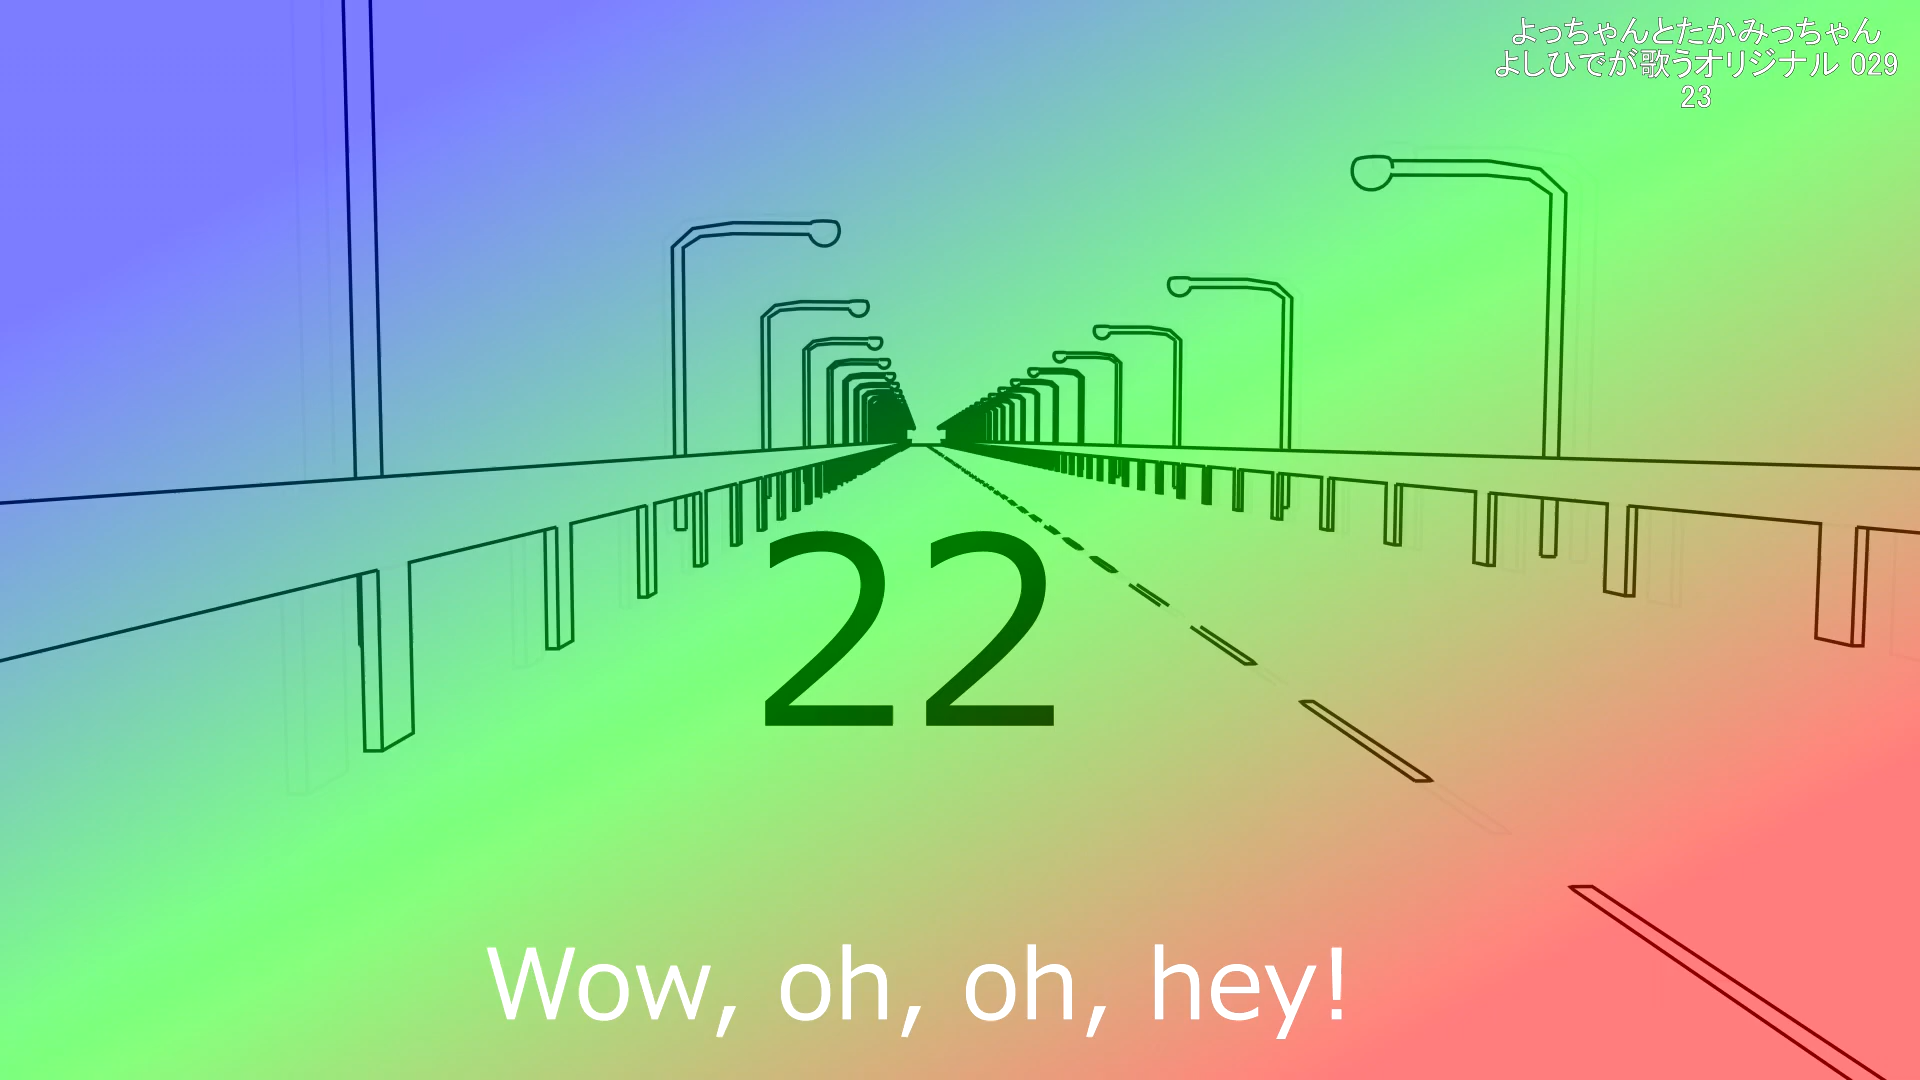 よっちゃんとたかみっちゃん
よしひでが歌うオリジナル 029
23
22
Wow, oh, oh, hey!